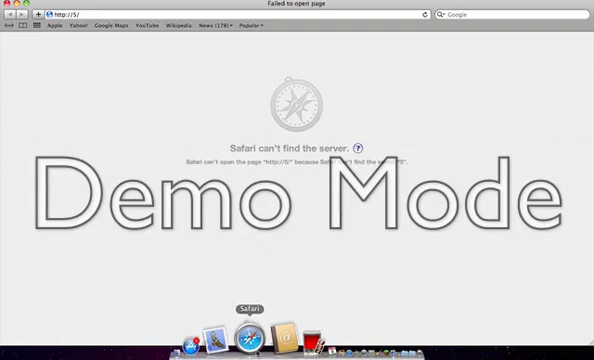 Failed to open page
http://5/
Google
Apple Yahoo! Google Maps YouTube Wikipedia News (178) Popular
Safari can't find the server. ?
Safari can't open the page "http://5/" because Safari can't find the server "5".
Demo Mode
Safari